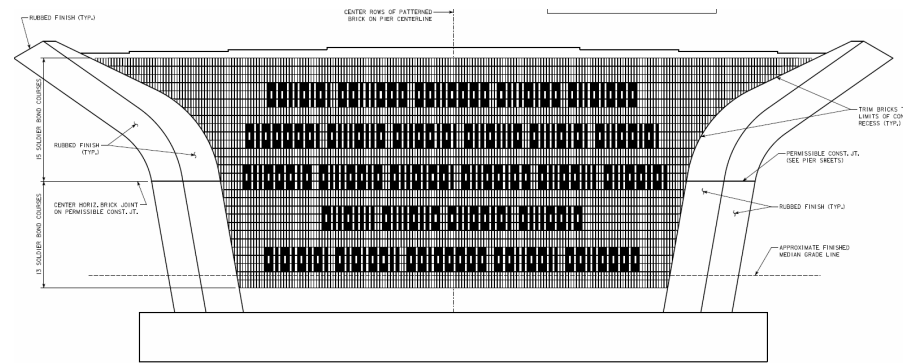 RUBBED FINISH (TYP.)
CENTER ROWS OF PATTERNED
BRICK ON PIER CENTERLINE
15 SOLDIER BOND COURSES
RUBBED FINISH
(TYP.)
TRIM BRICKS
LIMITS OF
RECESS (TYP.)
PERMISSIBLE CONST. JT.
(SEE PIER SHEETS)
CENTER HORIZ. BRICK JOINT
ON PERMISSIBLE CONST. JT.
RUBBED FINISH (TYP.)
13 SOLDIER BOND COURSES
APPROXIMATE FINISHED
MEDIAN GRADE LINE